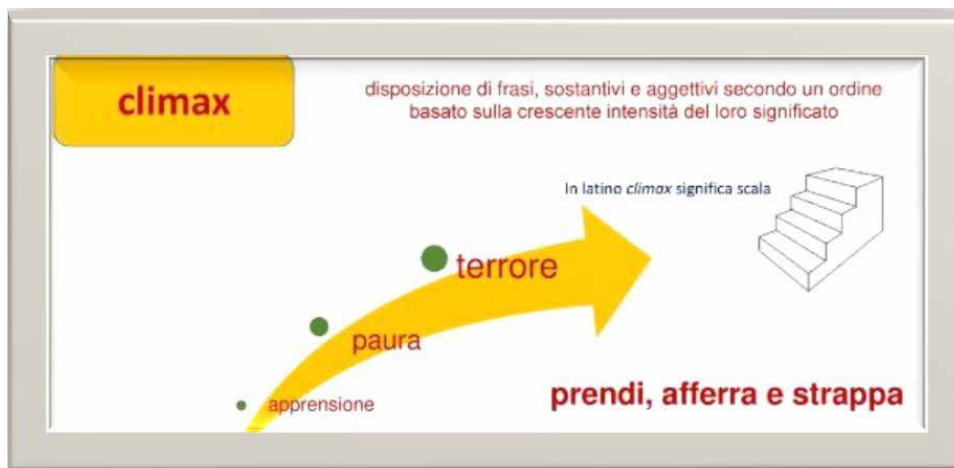 climax
disposizione di frasi, sostantivi e aggettivi secondo un ordine
basato sulla crescente intensità del loro significato
In latino climax significa scala
terrore
paura
apprensione
prendi, afferra e strappa